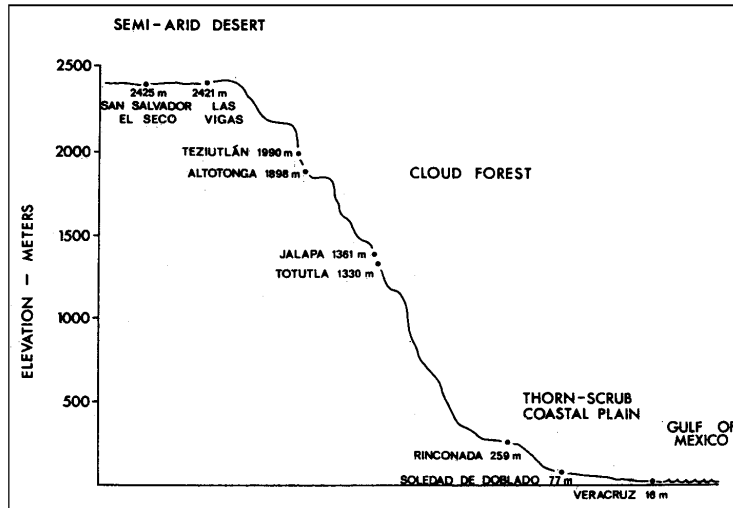 SEMI-ARID DESERT
2500
2425 m 2421 m
SAN SALVADOR LAS
EL SECO VIGAS
2000
TEZIUTLÁN 1990 m
ALTOTONGA 1898 m
CLOUD FOREST
ELEVATION — METERS
1500
JALAPA 1361 m
TOTUTLA 1330 m
1000
500
THORN-SCRUB
COASTAL PLAIN
GULF OF
MEXICO
RINCONADA 259 m
SOLEDAD DE DOBLADO 77 m
VERACRUZ 16 m